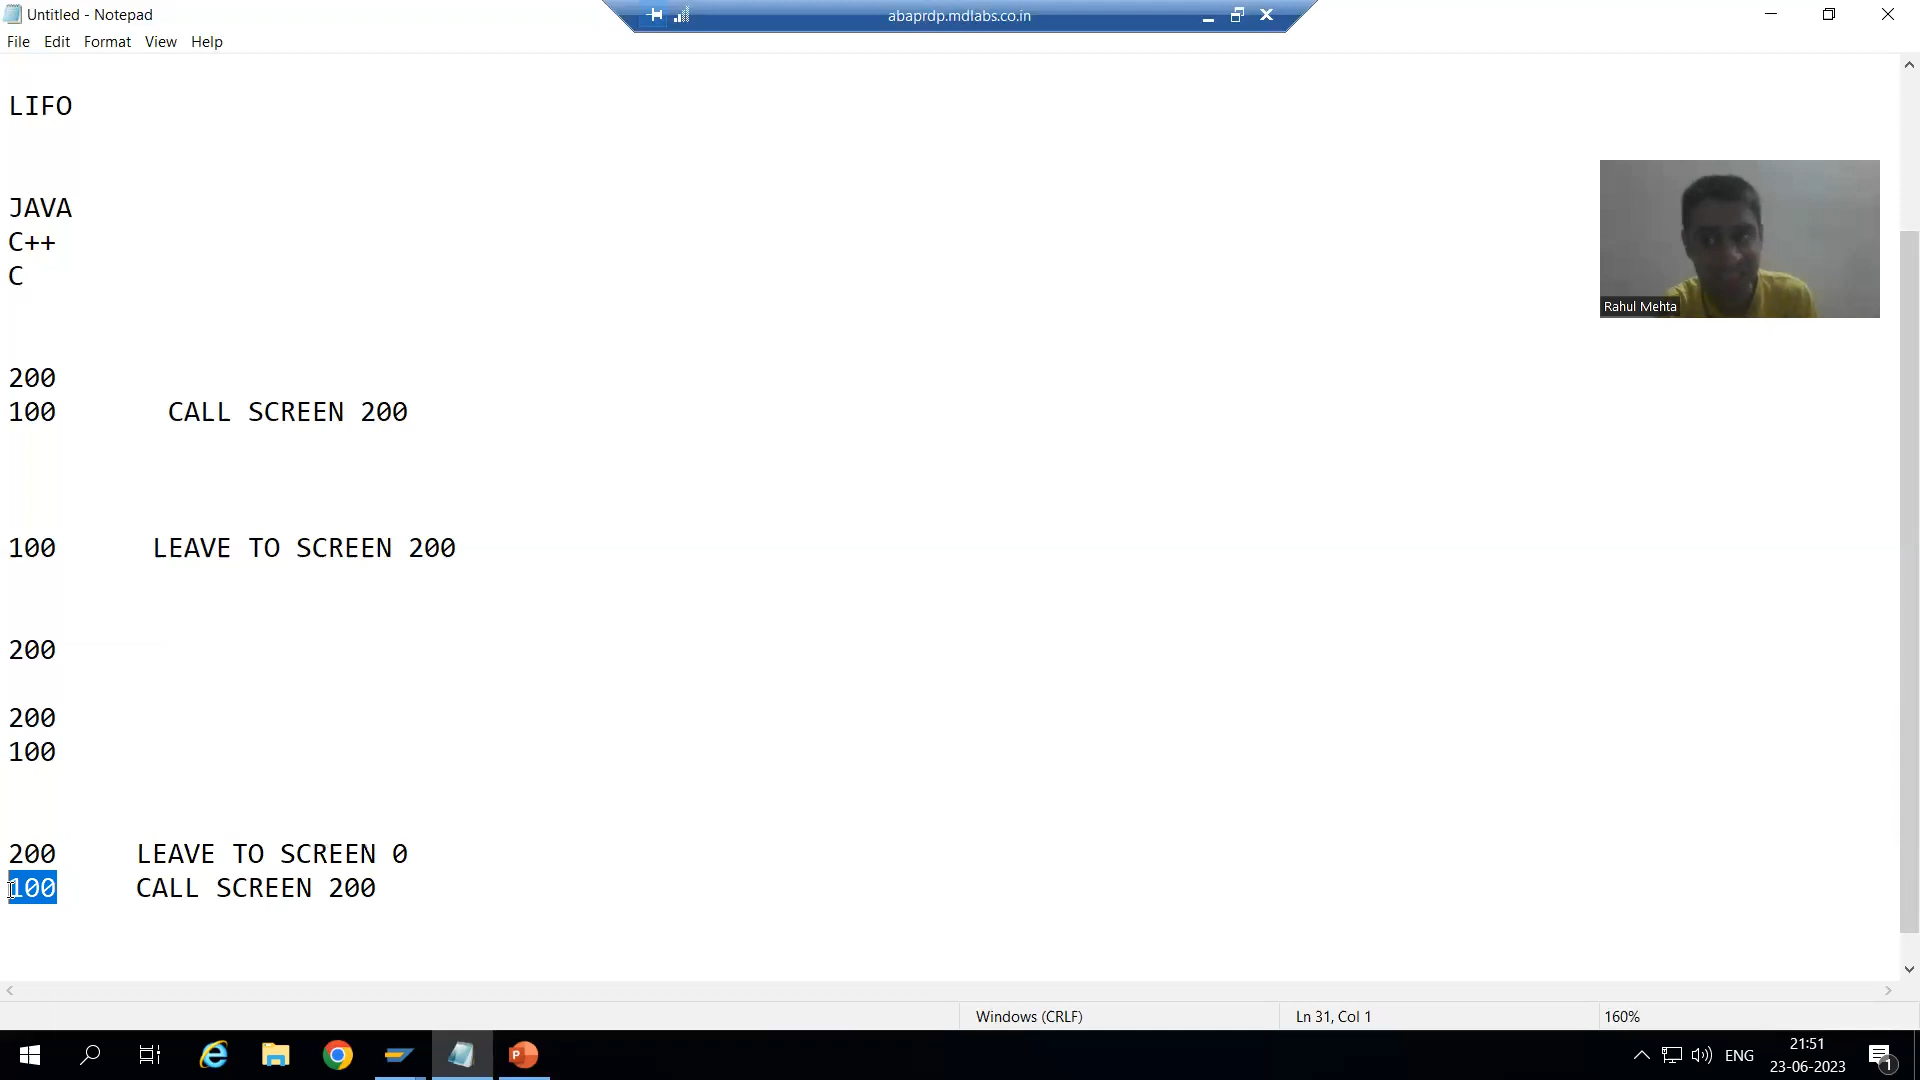 Untitled - Notepad
abaprdp.mdlabs.co.in
File Edit Format View Help
LIFO
JAVA
C++
C
Rahul Mehta
200
100 CALL SCREEN 200
100 LEAVE TO SCREEN 200
200
200
100
200 LEAVE TO SCREEN 0
100 CALL SCREEN 200
Windows (CRLF) Ln 31, Col 1 160%
ENG 21:51
23-06-2023 1